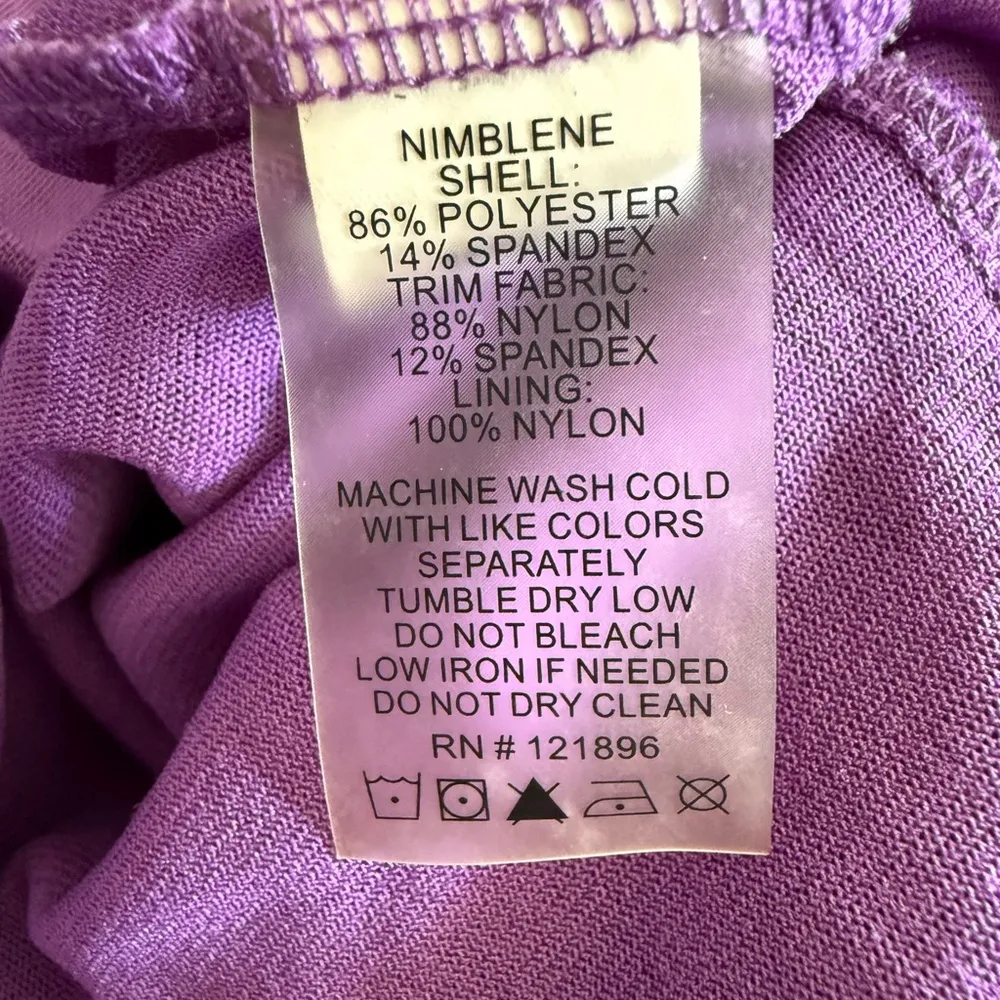 NIMBLENE
SHELL:
86% POLYESTER
14% SPANDEX
TRIM FABRIC:
88% NYLON
12% SPANDEX
LINING:
100% NYLON
MACHINE WASH COLD
WITH LIKE COLORS
SEPARATELY
TUMBLE DRY LOW
DO NOT BLEACH
LOW IRON IF NEEDED
DO NOT DRY CLEAN
RN # 121896